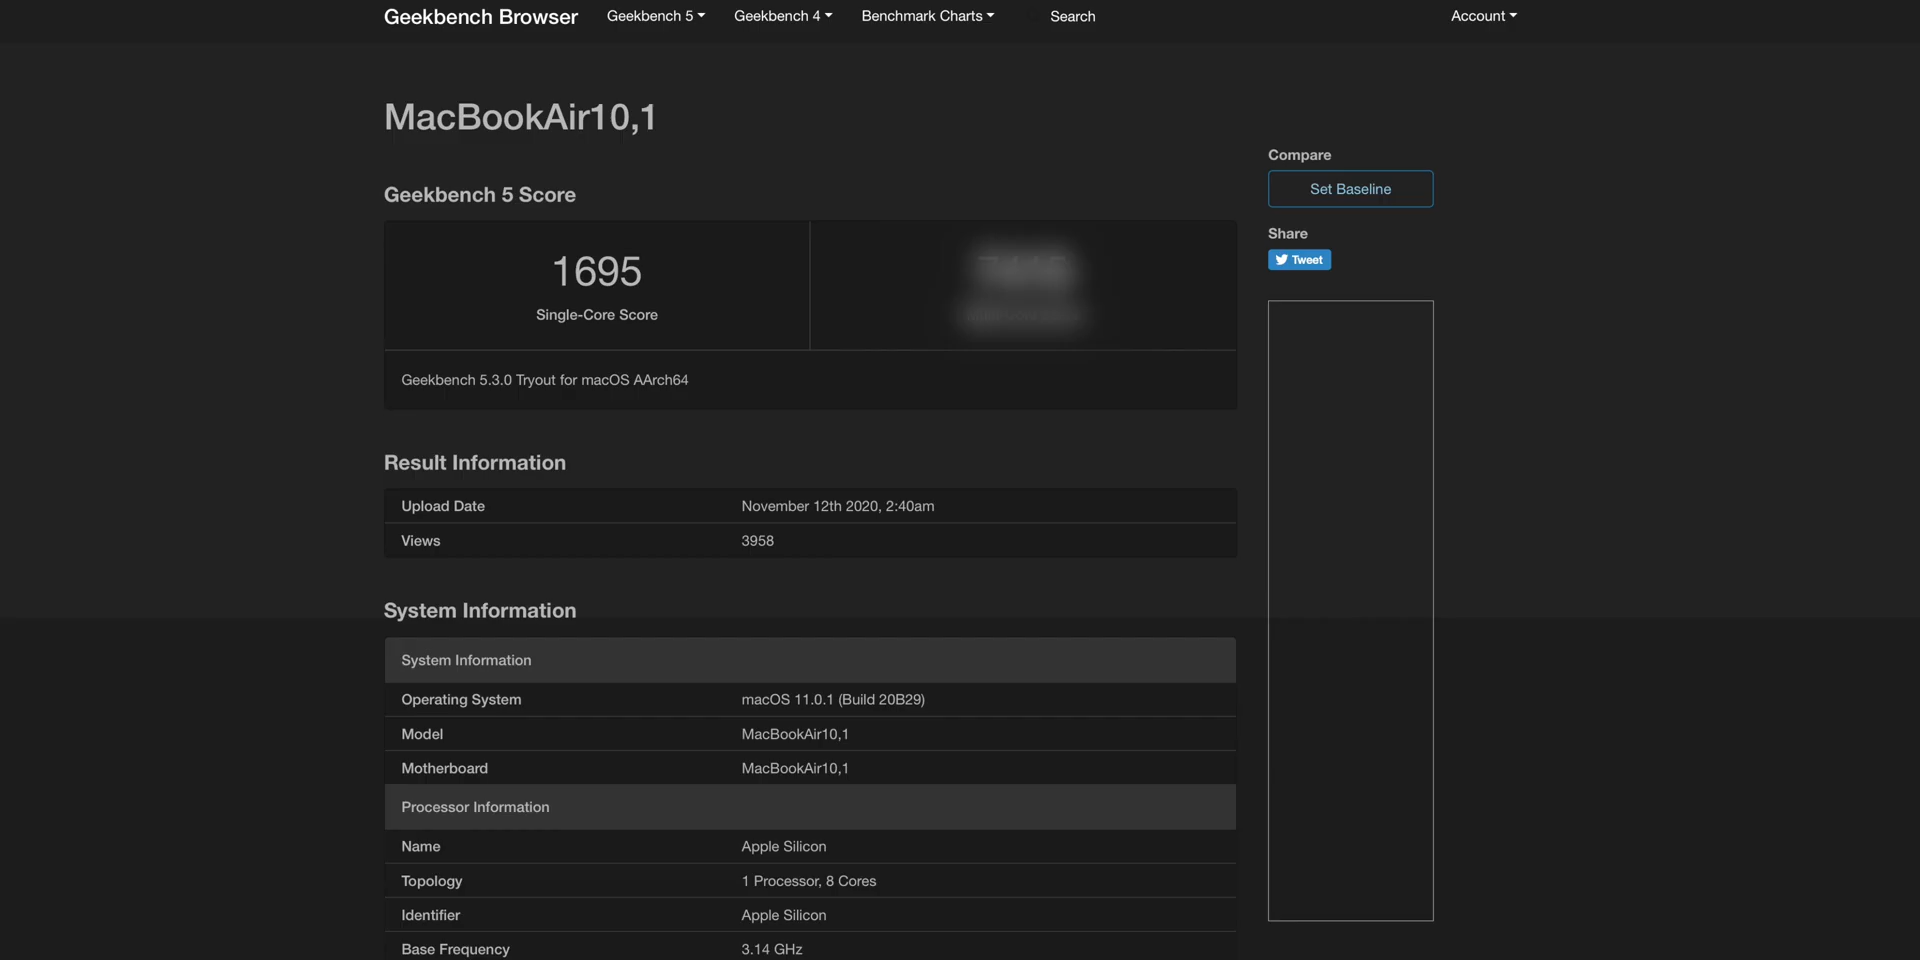 Geekbench Browser Geekbench 5 Geekbench 4 Benchmark Charts Search Account
MacBookAir10,1
Compare
Set Baseline
Geekbench 5 Score
Share
Tweet
1695
Single-Core Score
Geekbench 5.3.0 Tryout for macOS AArch64
Result Information
Upload Date November 12th 2020, 2:40am
Views 3958
System Information
System Information
Operating System macOS 11.0.1 (Build 20B29)
Model MacBookAir10,1
Motherboard MacBookAir10,1
Processor Information
Name Apple Silicon
Topology 1 Processor, 8 Cores
Identifier Apple Silicon
Base Frequency 3.14 GHz